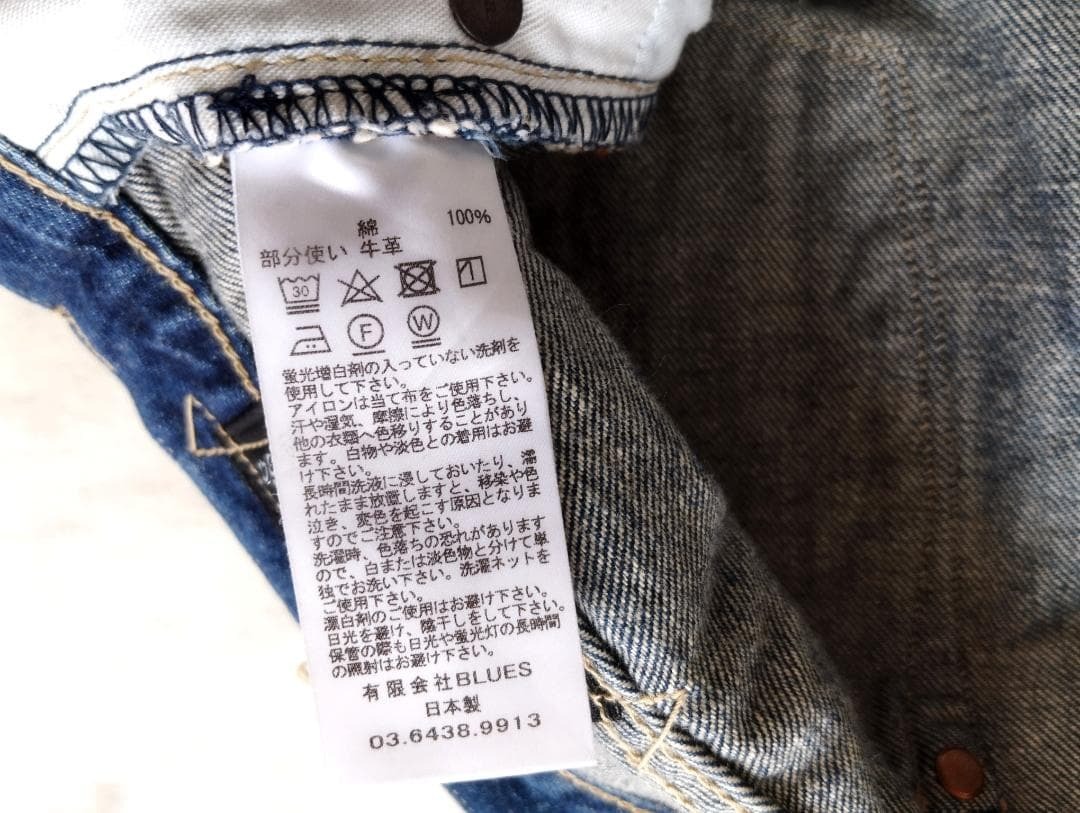 綿 100%
部分使い 牛革
30
F W
蛍光増白剤の入っていない洗剤を
使用して下さい。
アイロンは当て布をご使用下さい。
汗や湿気、摩擦により色落ちし、
他の衣類へ色移りすることがあり
ます。白物や淡色との着用はお避
け下さい。
長時間洗液に浸しておいたり、濡
れたまま放置しますと、移染や色
泣き、変色を起こす原因となりま
すのでご注意下さい。
洗濯時、色落ちの恐れがあります
ので、白または淡色物と分けて単
独でお洗い下さい。洗濯ネットを
ご使用下さい。
漂白剤のご使用はお避け下さい。
日光を避け、陰干しをして下さい。
保管の際も日光や蛍光灯の長時間
の照射はお避け下さい。
有限会社BLUES
日本製
03.6438.9913